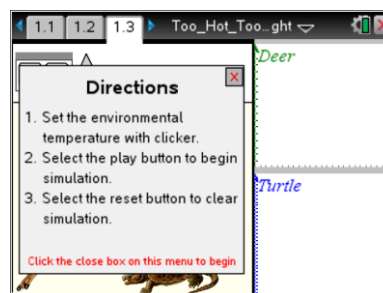 1.1 1.2 1.3 Too_Hot_Too...ght
Deer
Directions
1. Set the environmental
temperature with clicker.
2. Select the play button to begin
simulation.
3. Select the reset button to clear
simulation.
Click the close box on this menu to begin
Turtle